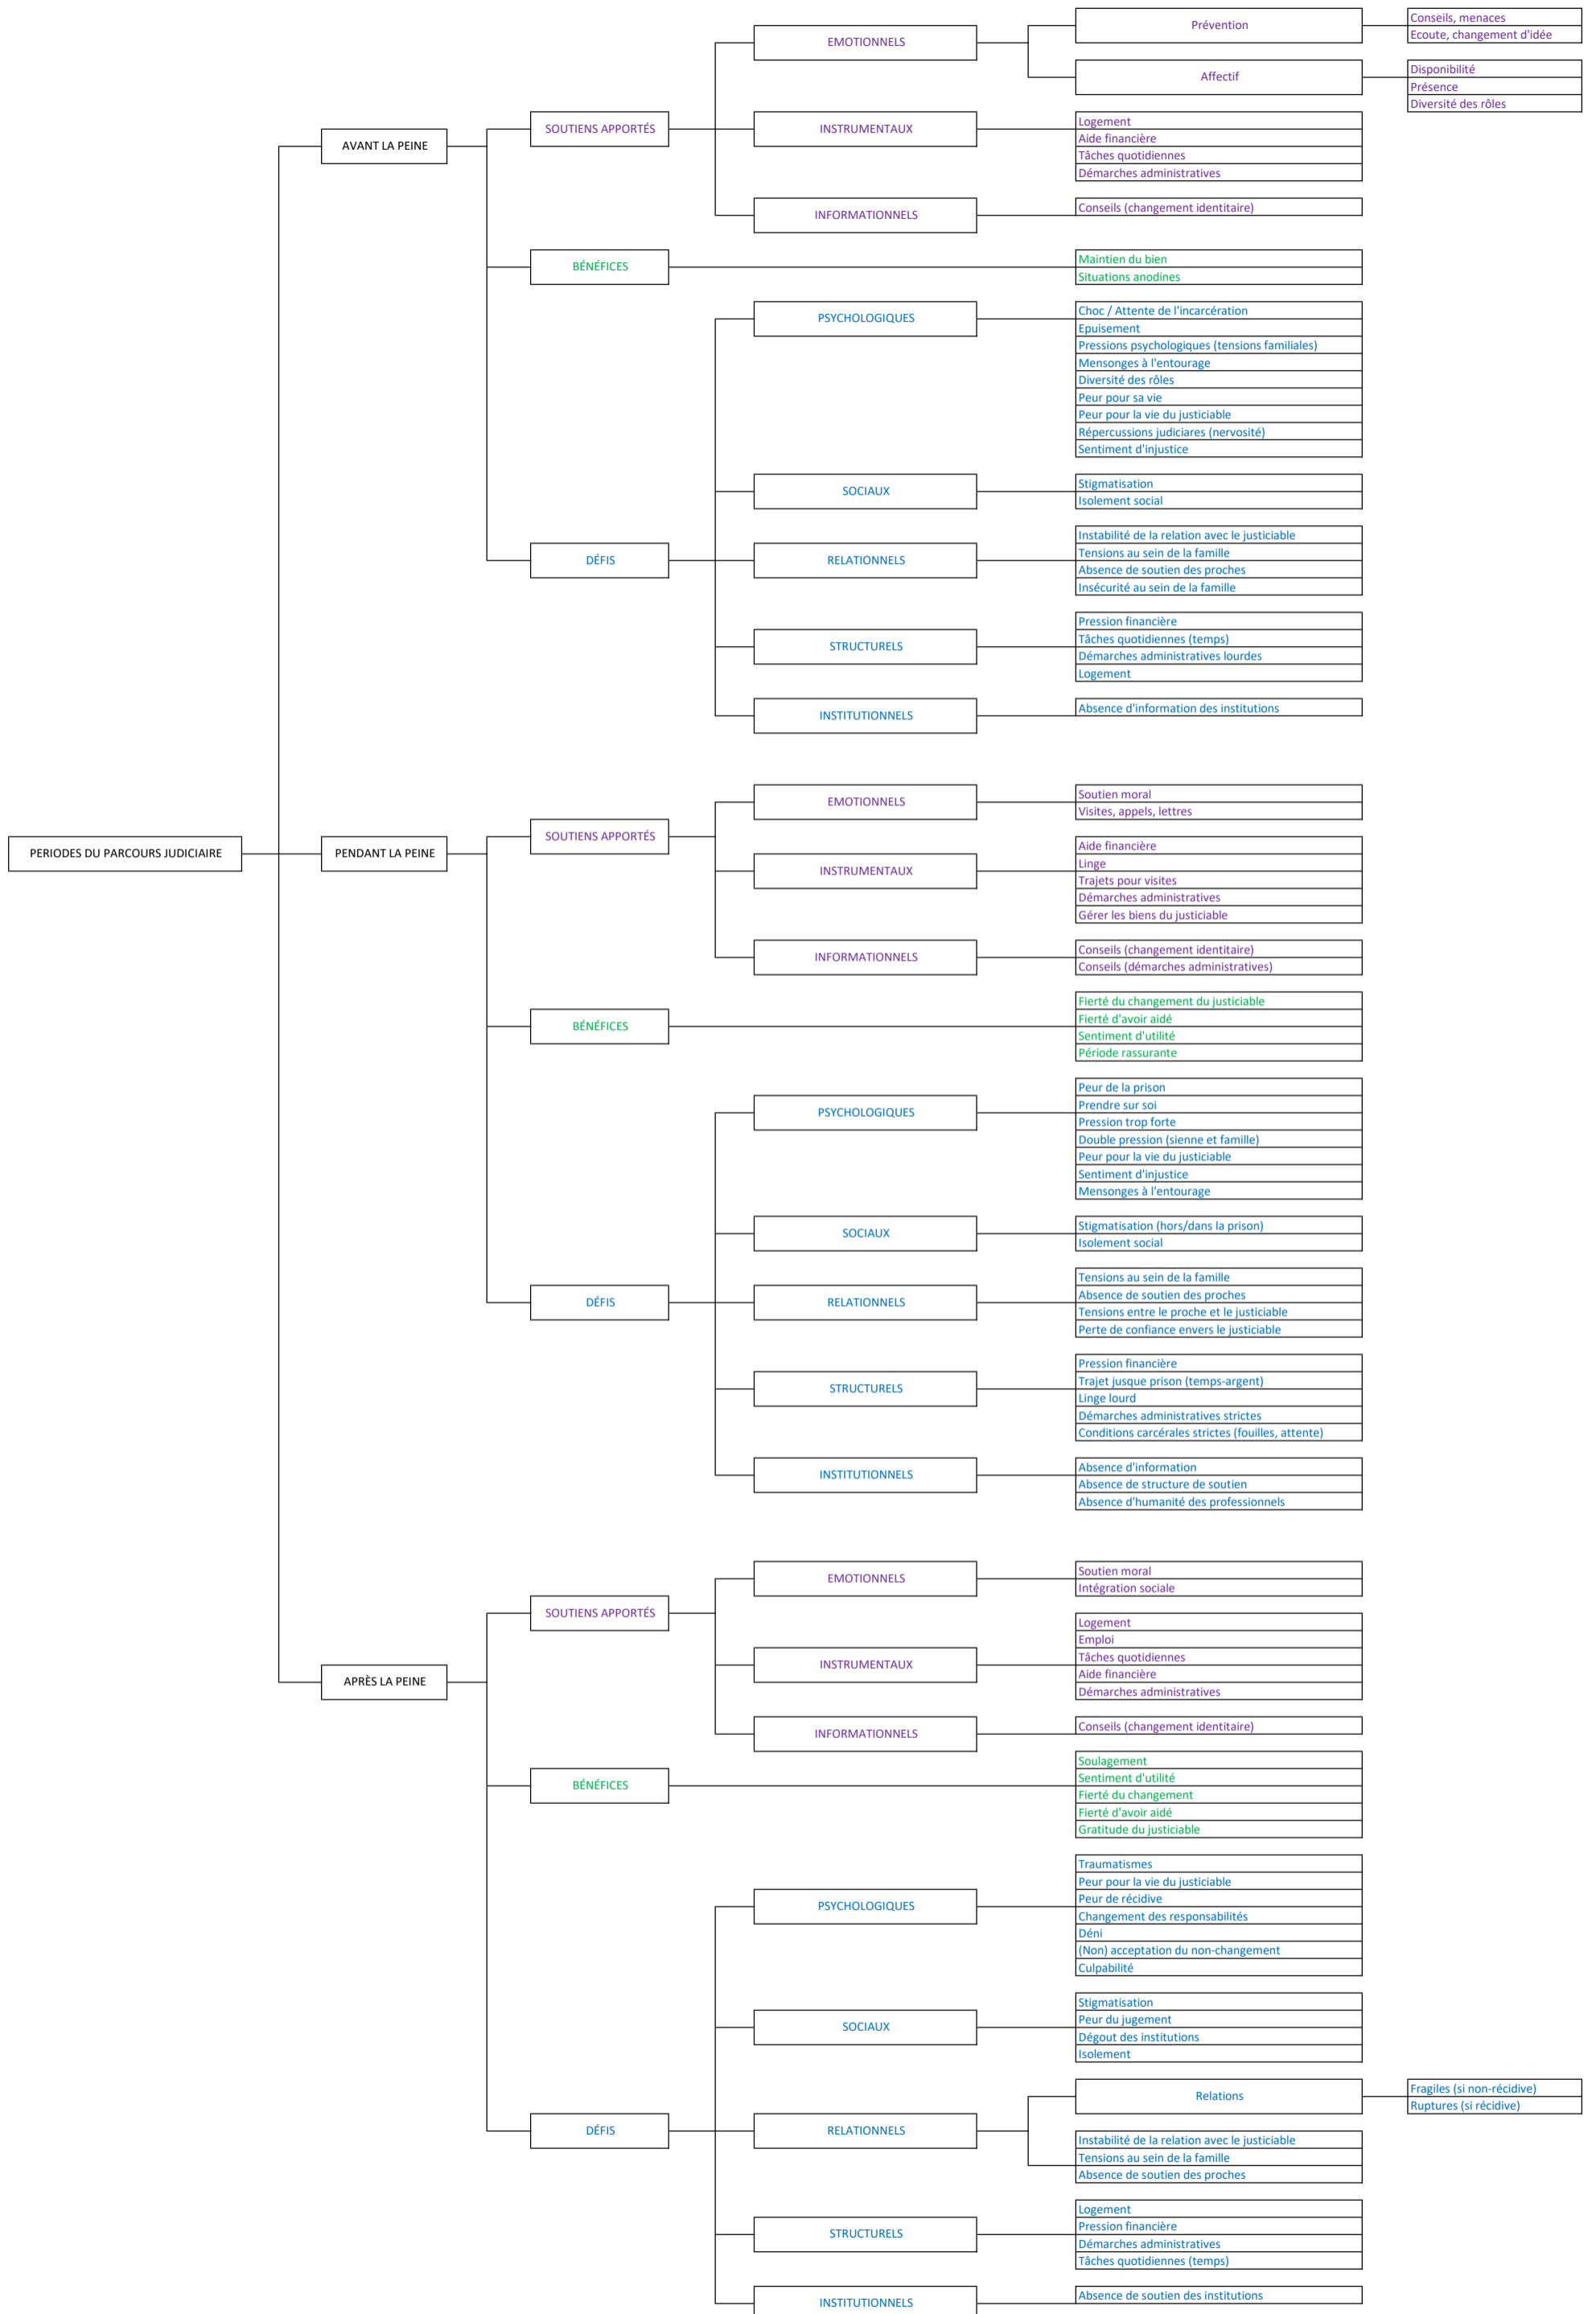 PERIODES DU PARCOURS JUDICIAIRE
AVANT LA PEINE
SOUTIENS APPORTÉS
EMOTIONNELS
Prévention
Conseils, menaces
Ecoute, changement d'idée
Affectif
Disponibilité
Présence
Diversité des rôles
INSTRUMENTAUX
Logement
Aide financière
Tâches quotidiennes
Démarches administratives
INFORMATIONNELS
Conseils (changement identitaire)
BÉNÉFICES
Maintien du bien
Situations anodines
DÉFIS
PSYCHOLOGIQUES
Choc / Attente de l'incarcération
Epuisement
Pressions psychologiques (tensions familiales)
Mensonges à l'entourage
Diversité des rôles
Peur pour sa vie
Peur pour la vie du justiciable
Répercussions judiciares (nervosité)
Sentiment d'injustice
SOCIAUX
Stigmatisation
Isolement social
RELATIONNELS
Instabilité de la relation avec le justiciable
Tensions au sein de la famille
Absence de soutien des proches
Insécurité au sein de la famille
STRUCTURELS
Pression financière
Tâches quotidiennes (temps)
Démarches administratives lourdes
Logement
INSTITUTIONNELS
Absence d'information des institutions
PENDANT LA PEINE
SOUTIENS APPORTÉS
EMOTIONNELS
Soutien moral
Visites, appels, lettres
INSTRUMENTAUX
Aide financière
Linge
Trajets pour visites
Démarches administratives
Gérer les biens du justiciable
INFORMATIONNELS
Conseils (changement identitaire)
Conseils (démarches administratives)
BÉNÉFICES
Fierté du changement du justiciable
Fierté d'avoir aidé
Sentiment d'utilité
Période rassurante
DÉFIS
PSYCHOLOGIQUES
Peur de la prison
Prendre sur soi
Pression trop forte
Double pression (sienne et famille)
Peur pour la vie du justiciable
Sentiment d'injustice
Mensonges à l'entourage
SOCIAUX
Stigmatisation (hors/dans la prison)
Isolement social
RELATIONNELS
Tensions au sein de la famille
Absence de soutien des proches
Tensions entre le proche et le justiciable
Perte de confiance envers le justiciable
STRUCTURELS
Pression financière
Trajet jusque prison (temps-argent)
Linge lourd
Démarches administratives strictes
Conditions carcérales strictes (fouilles, attente)
INSTITUTIONNELS
Absence d'information
Absence de structure de soutien
Absence d'humanité des professionnels
APRÈS LA PEINE
SOUTIENS APPORTÉS
EMOTIONNELS
Soutien moral
Intégration sociale
INSTRUMENTAUX
Logement
Emploi
Tâches quotidiennes
Aide financière
Démarches administratives
INFORMATIONNELS
Conseils (changement identitaire)
BÉNÉFICES
Soulagement
Sentiment d'utilité
Fierté du changement
Fierté d'avoir aidé
Gratitude du justiciable
DÉFIS
PSYCHOLOGIQUES
Traumatismes
Peur pour la vie du justiciable
Peur de récidive
Changement des responsabilités
Déni
(Non) acceptation du non-changement
Culpabilité
SOCIAUX
Stigmatisation
Peur du jugement
Dégout des institutions
Isolement
RELATIONNELS
Relations
Fragiles (si non-récidive)
Ruptures (si récidive)
Instabilité de la relation avec le justiciable
Tensions au sein de la famille
Absence de soutien des proches
STRUCTURELS
Logement
Pression financière
Démarches administratives
Tâches quotidiennes (temps)
INSTITUTIONNELS
Absence de soutien des institutions